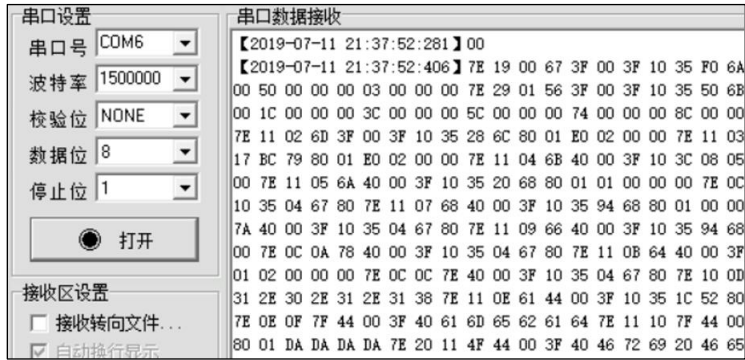 串口设置
串口号 COM6
波特率 1500000
校验位 NONE
数据位 8
停止位 1
打开
接收区设置
接收转向文件...
自动换行显示
串口数据接收
【2019-07-11 21:37:52:281】00
【2019-07-11 21:37:52:406】7E 19 00 67 3F 00 3F 10 35 F0 6A
00 50 00 00 00 03 00 00 00 7E 29 01 56 3F 00 3F 10 35 50 6B
00 1C 00 00 00 3C 00 00 00 5C 00 00 00 74 00 00 00 8C 00 00
7E 11 02 6D 3F 00 3F 10 35 28 6C 80 01 E0 02 00 00 7E 11 03
17 BC 79 80 01 E0 02 00 00 7E 11 04 6B 40 00 3F 10 3C 08 05
00 7E 11 05 6A 40 00 3F 10 35 20 68 80 01 01 00 00 00 7E 0C
10 35 04 67 80 7E 11 07 68 40 00 3F 10 35 94 68 80 01 00 00
7A 40 00 3F 10 35 04 67 80 7E 11 09 66 40 00 3F 10 35 94 68
00 7E 0C 0A 78 40 00 3F 10 35 04 67 80 7E 11 0B 64 40 00 3F
01 02 00 00 00 7E 0C 0C 7E 40 00 3F 10 35 04 67 80 7E 10 0D
31 2E 30 2E 31 2E 31 38 7E 11 0E 61 44 00 3F 10 35 1C 52 80
7E 0E 0F 7F 44 00 3F 40 61 6D 65 62 61 64 7E 11 10 7F 44 00
80 01 DA DA DA DA 7E 20 11 4F 44 00 3F 40 46 72 69 20 46 65